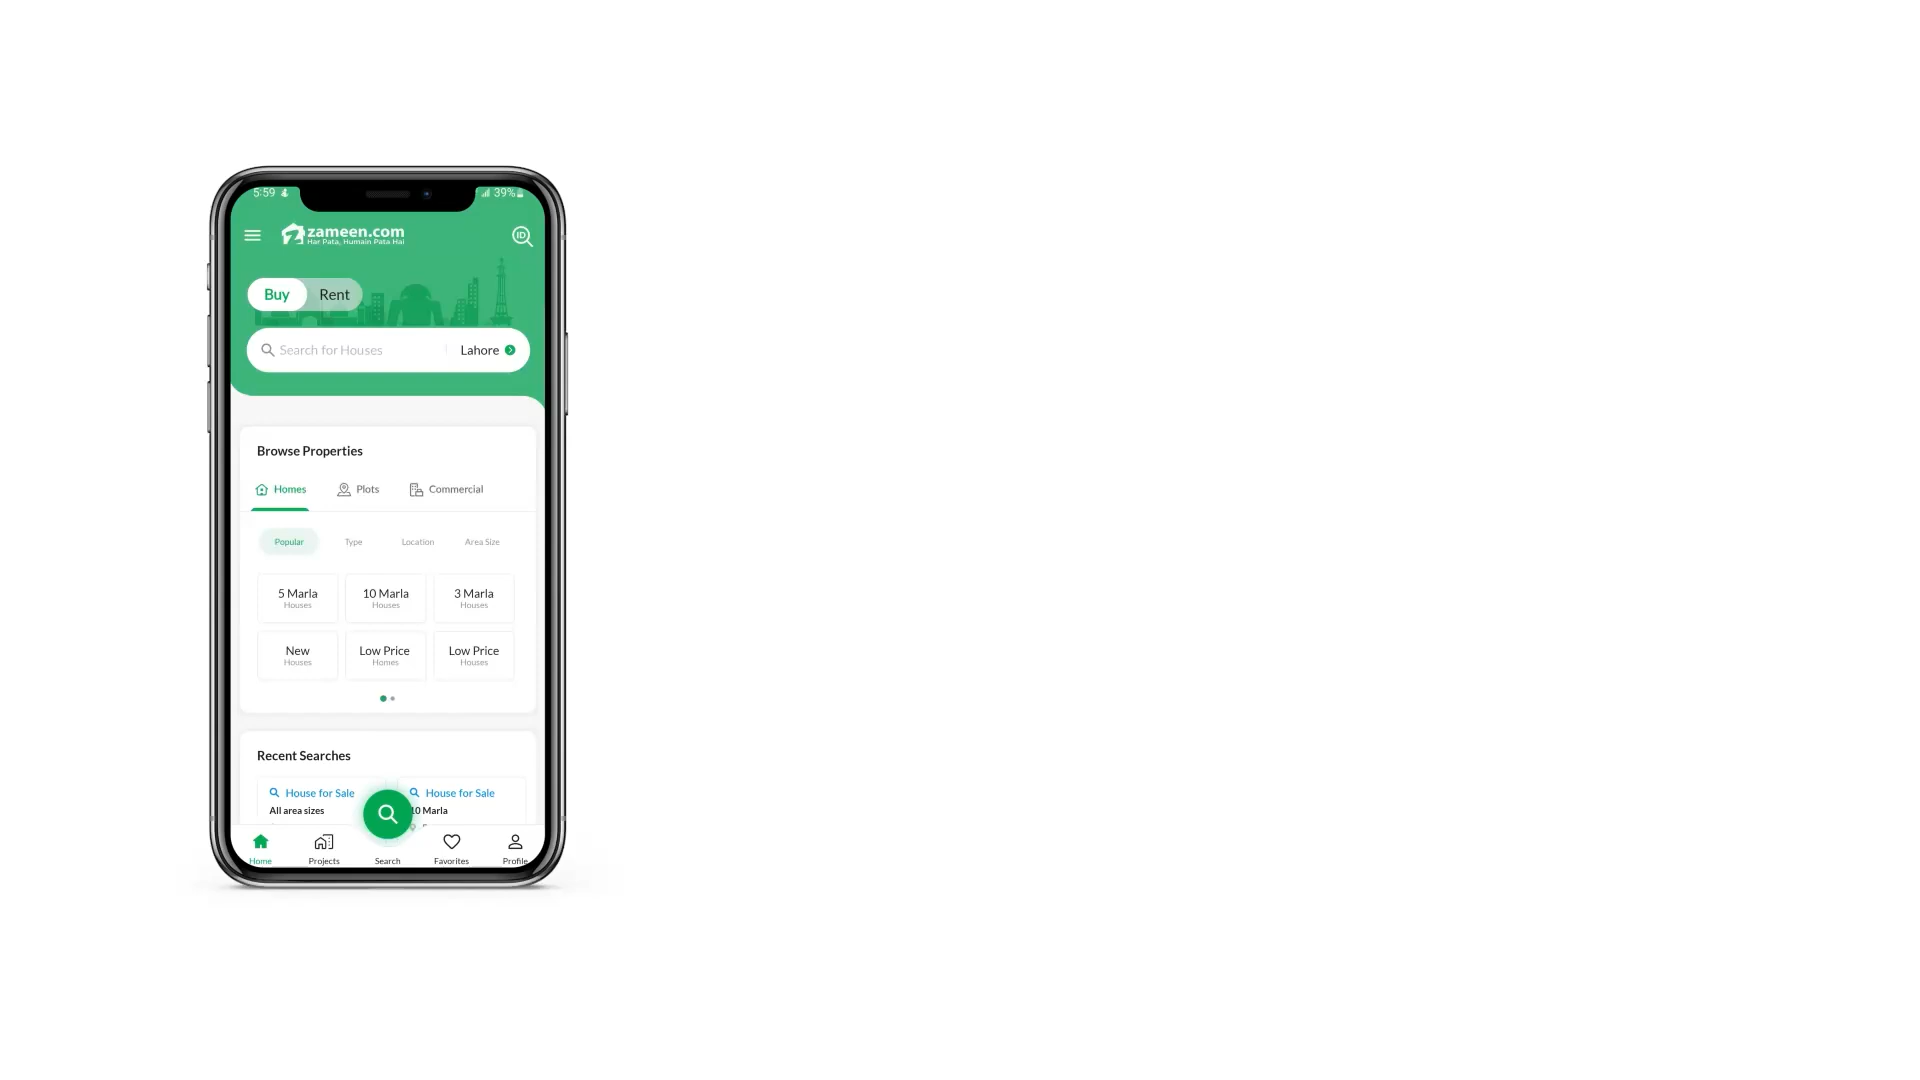 5:59
39%
zameen.com
Har Pata, Humain Pata Hai
ID
Buy Rent
Search for Houses Lahore
Browse Properties
Homes Plots Commercial
Popular Type Location Area Size
5 Marla 10 Marla 3 Marla
Houses Houses Houses
New Low Price Low Price
Houses Homes Houses
Recent Searches
House for Sale House for Sale
All area sizes 10 Marla
Home Projects Search Favorites Profile